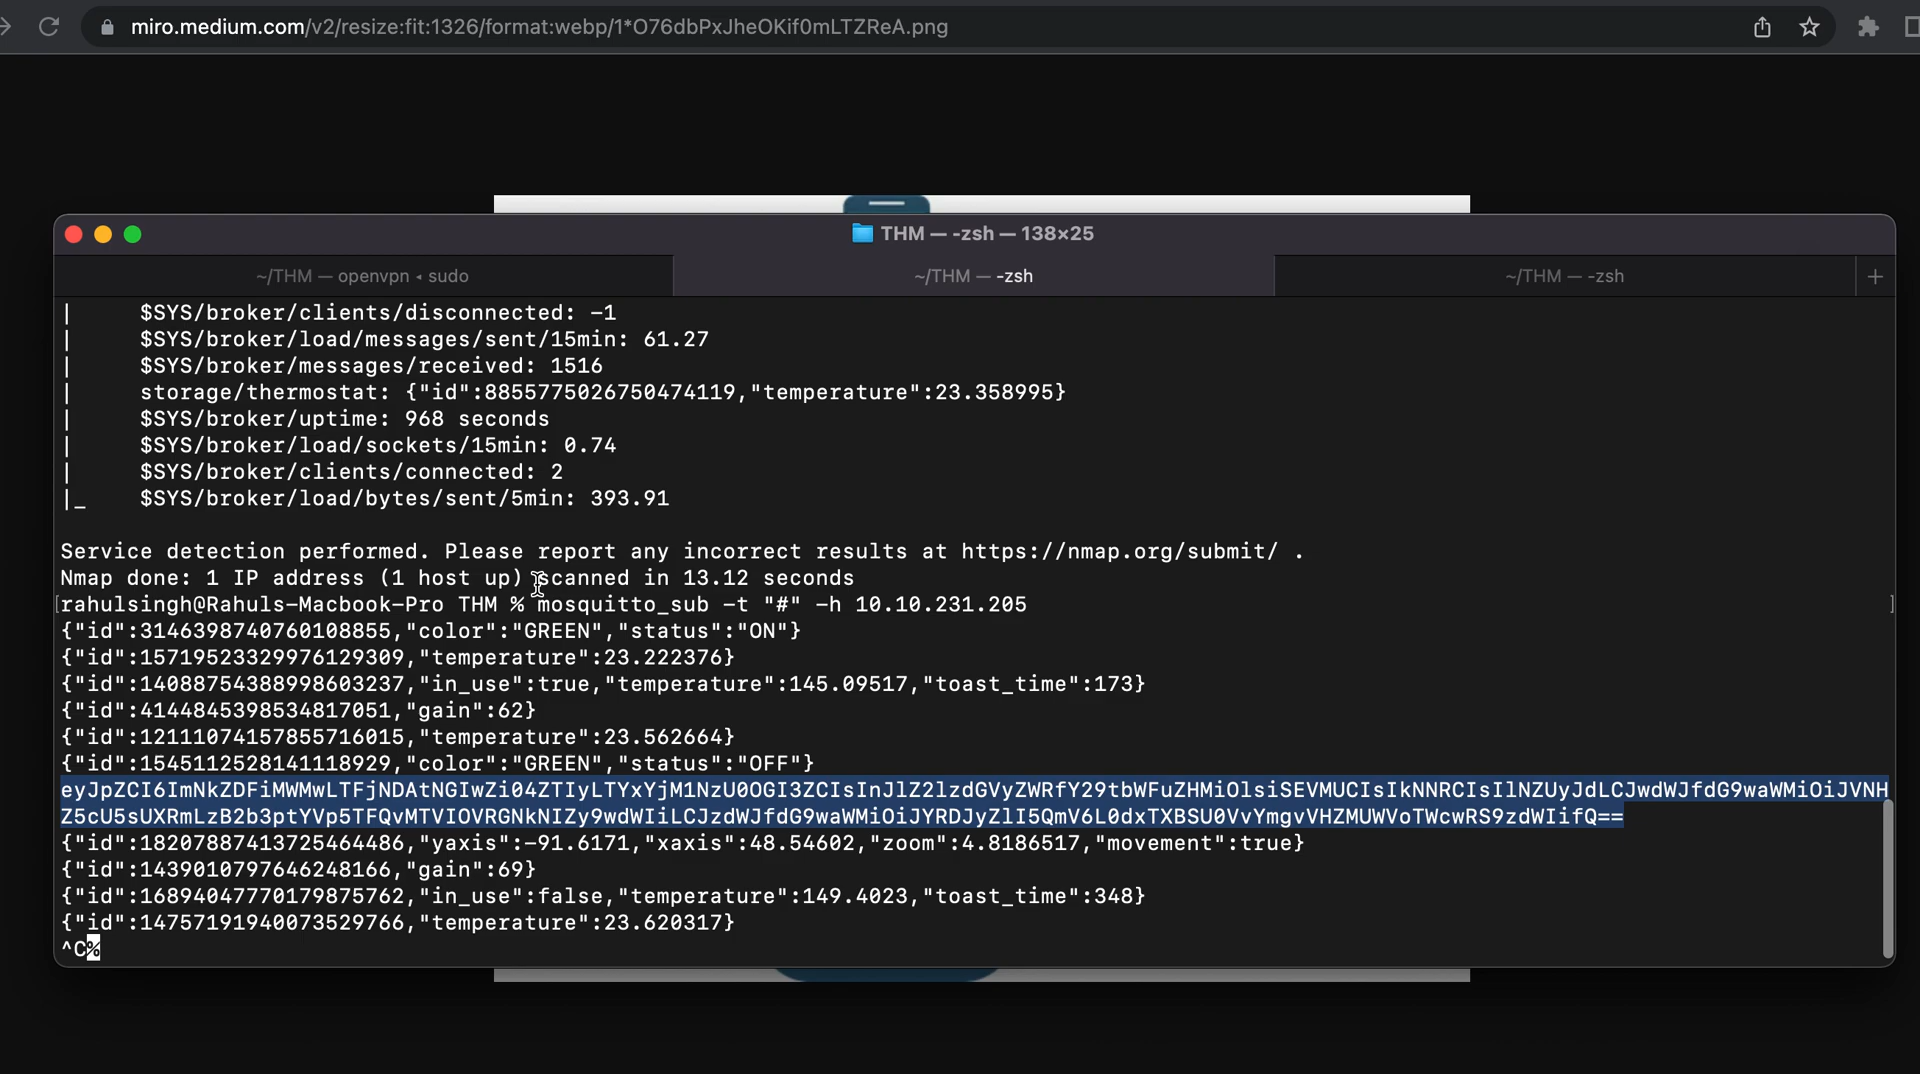 miro.medium.com/v2/resize:fit:1326/format:webp/1*O76dbPxJheOKif0mLTZReA.png
THM — -zsh — 138×25
~/THM — openvpn ◂ sudo
~/THM — -zsh
~/THM — -zsh
+
|     $SYS/broker/clients/disconnected: -1
|     $SYS/broker/load/messages/sent/15min: 61.27
|     $SYS/broker/messages/received: 1516
|     storage/thermostat: {"id":8855775026750474119,"temperature":23.358995}
|     $SYS/broker/uptime: 968 seconds
|     $SYS/broker/load/sockets/15min: 0.74
|     $SYS/broker/clients/connected: 2
|_    $SYS/broker/load/bytes/sent/5min: 393.91
Service detection performed. Please report any incorrect results at https://nmap.org/submit/ .
Nmap done: 1 IP address (1 host up) scanned in 13.12 seconds
[rahulsingh@Rahuls-Macbook-Pro THM % mosquitto_sub -t "#" -h 10.10.231.205 ]
{"id":3146398740760108855,"color":"GREEN","status":"ON"}
{"id":15719523329976129309,"temperature":23.222376}
{"id":14088754388998603237,"in_use":true,"temperature":145.09517,"toast_time":173}
{"id":4144845398534817051,"gain":62}
{"id":12111074157855716015,"temperature":23.562664}
{"id":1545112528141118929,"color":"GREEN","status":"OFF"}
eyJpZCI6ImNkZDFiMWMwLTFjNDAtNGIwZi04ZTIyLTYxYjM1NzU0OGI3ZCIsInJlZ2lzdGVyZWRfY29tbWFuZHMiOlsiSEVMUCIsIkNNRCIsIlNZUyJdLCJwdWJfdG9waWMiOiJVNH
Z5cU5sUXRmLzB2b3ptYVp5TFQvMTVIOVRGNkNIZy9wdWIiLCJzdWJfdG9waWMiOiJYRDJyZlI5QmV6L0dxTXBSU0VvYmgvVHZMUWVoTWcwRS9zdWIifQ==
{"id":18207887413725464486,"yaxis":-91.6171,"xaxis":48.54602,"zoom":4.8186517,"movement":true}
{"id":14390107976462481​66,"gain":69}
{"id":16894047770179875762,"in_use":false,"temperature":149.4023,"toast_time":348}
{"id":14757191940073529766,"temperature":23.620317}
^C%